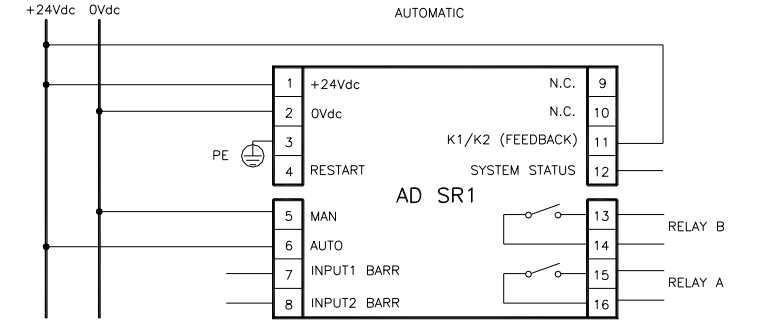 +24Vdc 0Vdc
AUTOMATIC
1 +24Vdc N.C. 9
2 0Vdc N.C. 10
3 K1/K2 (FEEDBACK) 11
PE
4 RESTART SYSTEM STATUS 12
AD SR1
5 MAN 13
RELAY B
6 AUTO 14
7 INPUT1 BARR 15
RELAY A
8 INPUT2 BARR 16